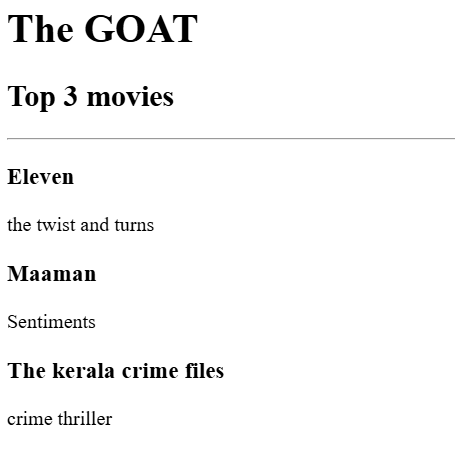 The GOAT
Top 3 movies
Eleven
the twist and turns
Maaman
Sentiments
The kerala crime files
crime thriller